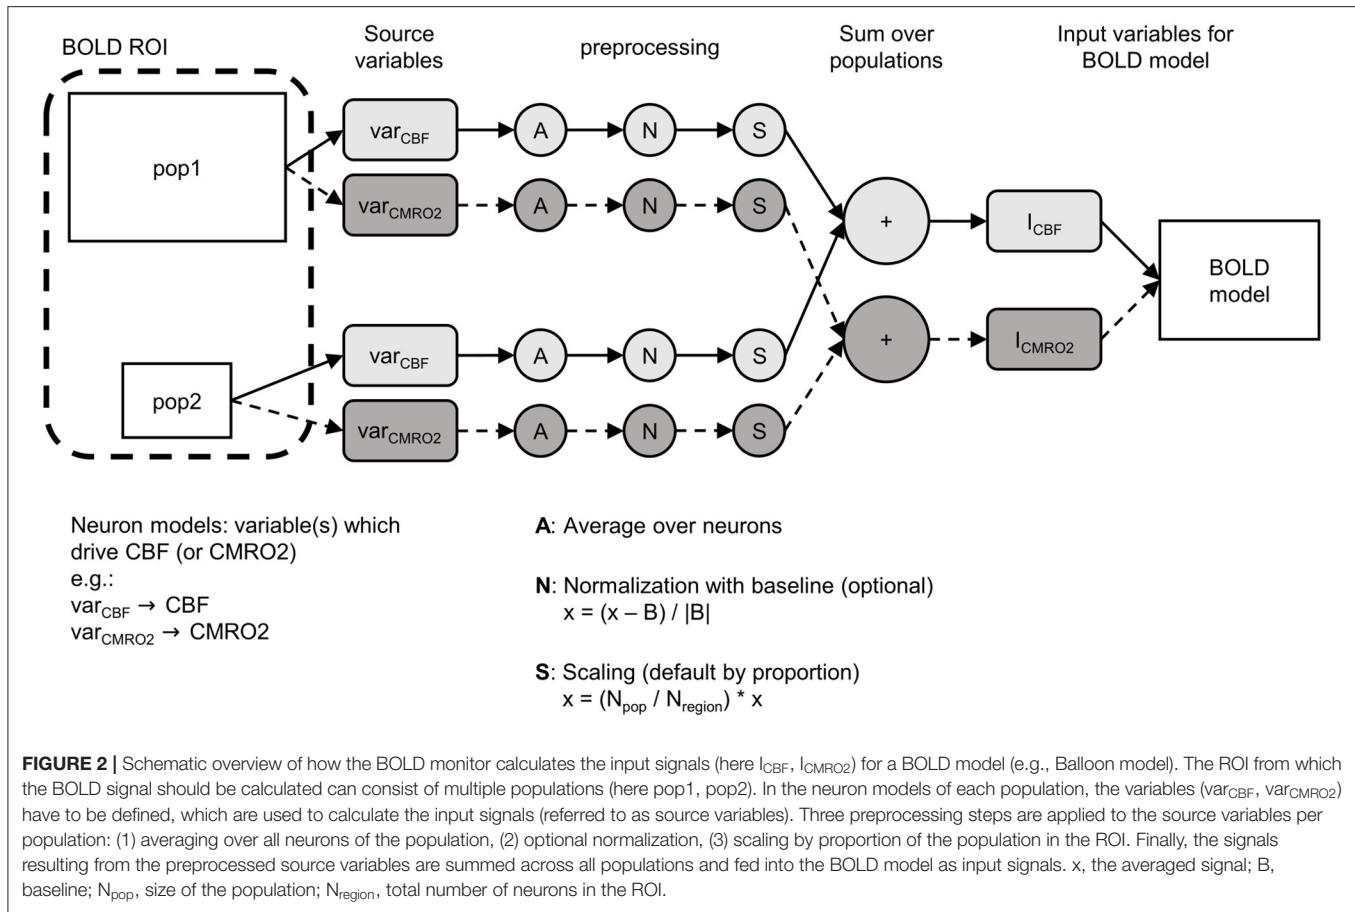 BOLD ROI
Source
variables
preprocessing
Sum over
populations
Input variables for
BOLD model
pop1
varCBF
A
N
S
varCMRO2
A
N
S
+
ICBF
BOLD
model
pop2
varCBF
A
N
S
+
ICMRO2
varCMRO2
A
N
S
Neuron models: variable(s) which
drive CBF (or CMRO2)
e.g.:
varCBF → CBF
varCMRO2 → CMRO2
A: Average over neurons
N: Normalization with baseline (optional)
x = (x – B) / |B|
S: Scaling (default by proportion)
x = (Npop / Nregion) * x
FIGURE 2 | Schematic overview of how the BOLD monitor calculates the input signals (here ICBF, ICMRO2) for a BOLD model (e.g., Balloon model). The ROI from which
the BOLD signal should be calculated can consist of multiple populations (here pop1, pop2). In the neuron models of each population, the variables (varCBF, varCMRO2)
have to be defined, which are used to calculate the input signals (referred to as source variables). Three preprocessing steps are applied to the source variables per
population: (1) averaging over all neurons of the population, (2) optional normalization, (3) scaling by proportion of the population in the ROI. Finally, the signals
resulting from the preprocessed source variables are summed across all populations and fed into the BOLD model as input signals. x, the averaged signal; B,
baseline; Npop, size of the population; Nregion, total number of neurons in the ROI.